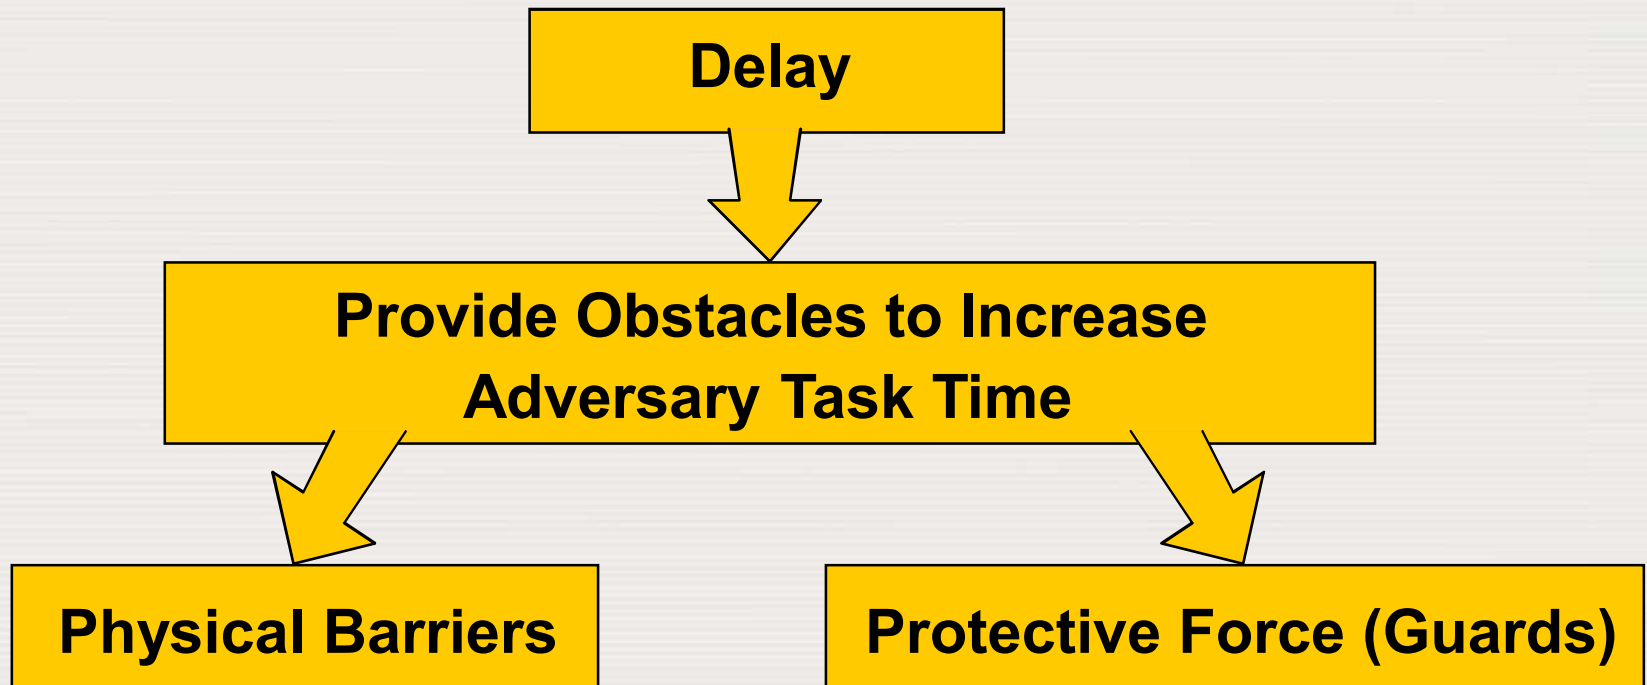 Delay
Provide Obstacles to Increase
Adversary Task Time
Physical Barriers
Protective Force (Guards)